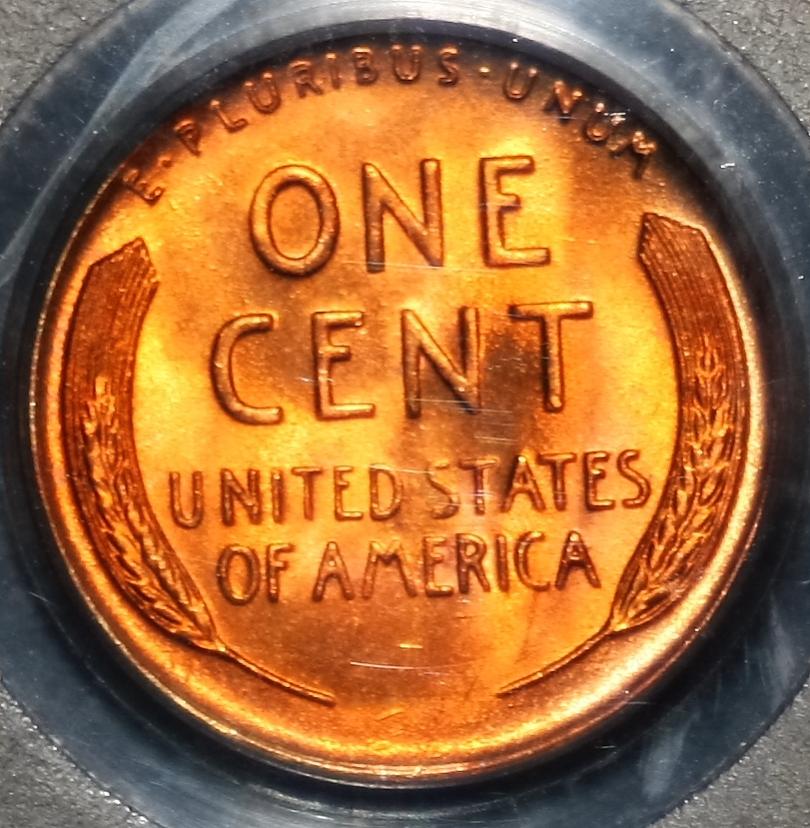 E·PLURIBUS·UNUM
ONE
CENT
UNITED STATES
OF AMERICA